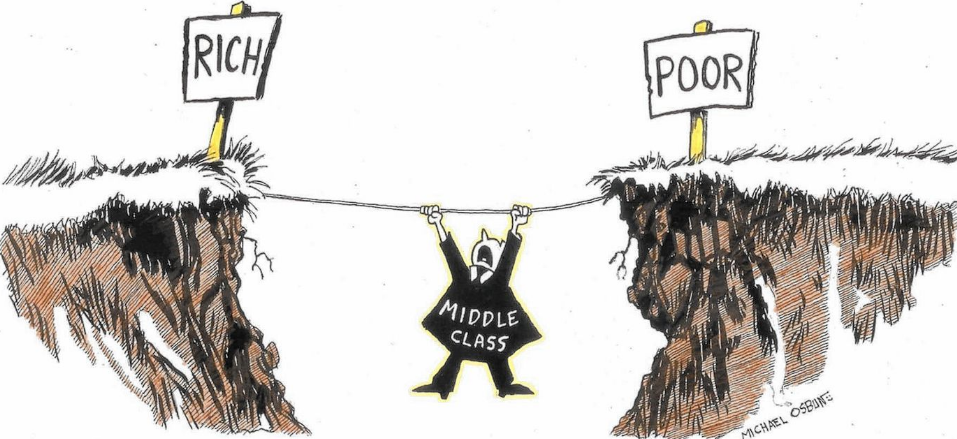 RICH
POOR
MIDDLE
CLASS
MICHAEL OSBUN